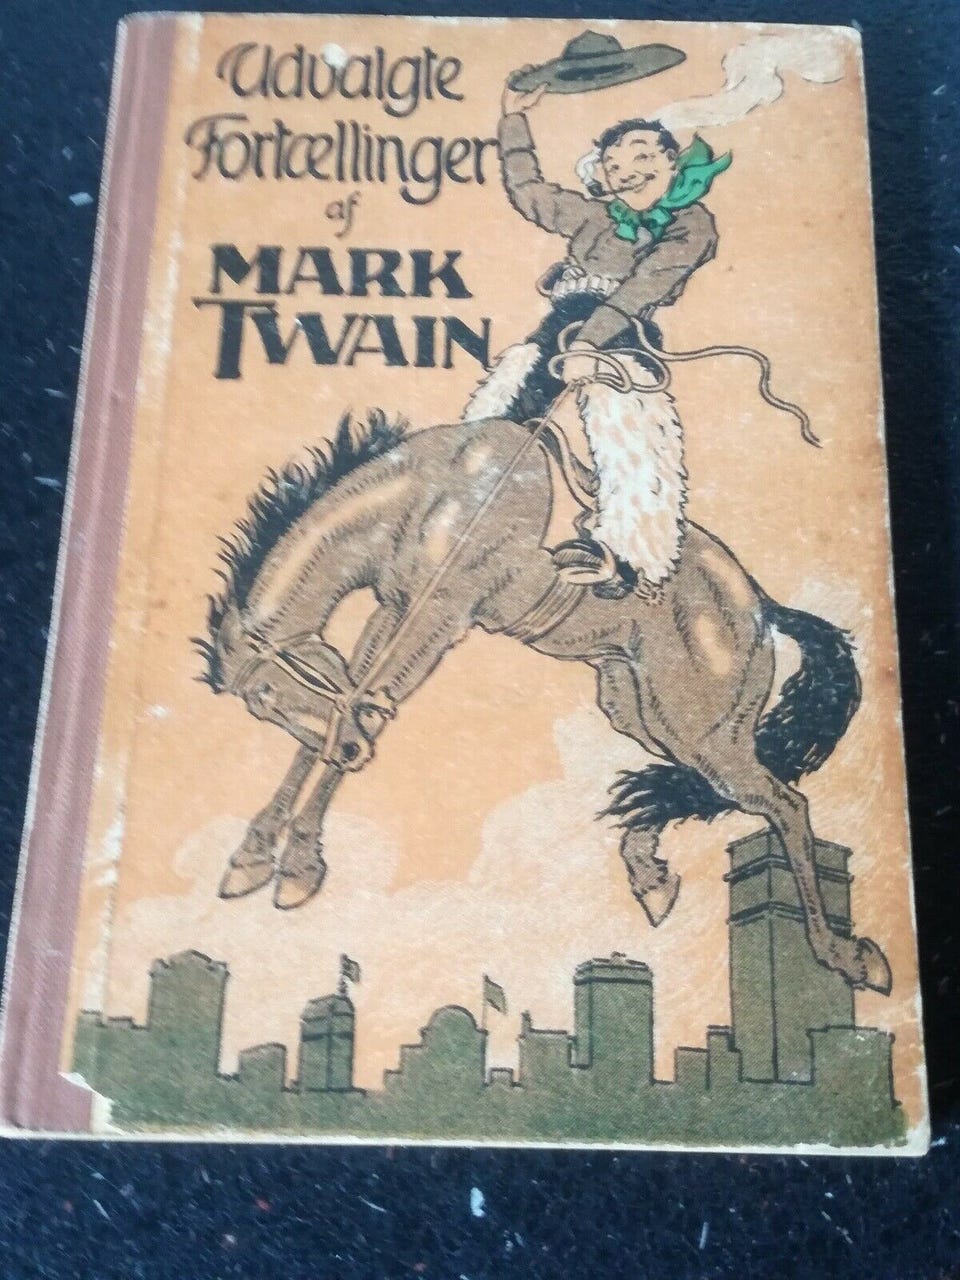 Udvalgte
Fortællinger
af
MARK
TWAIN